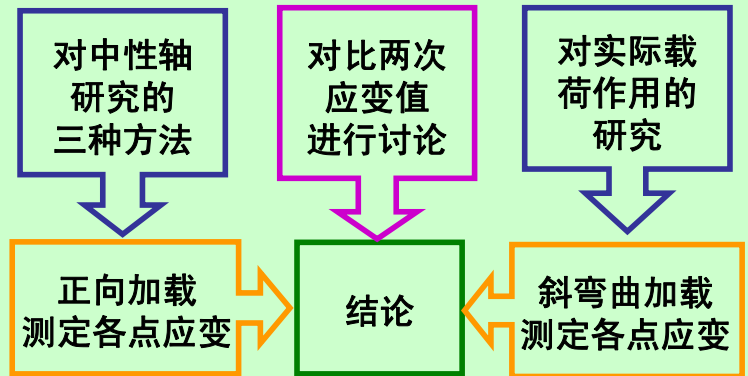 对中性轴
研究的
三种方法
对比两次
应变值
进行讨论
对实际载
荷作用的
研究
正向加载
测定各点应变
结论
斜弯曲加载
测定各点应变